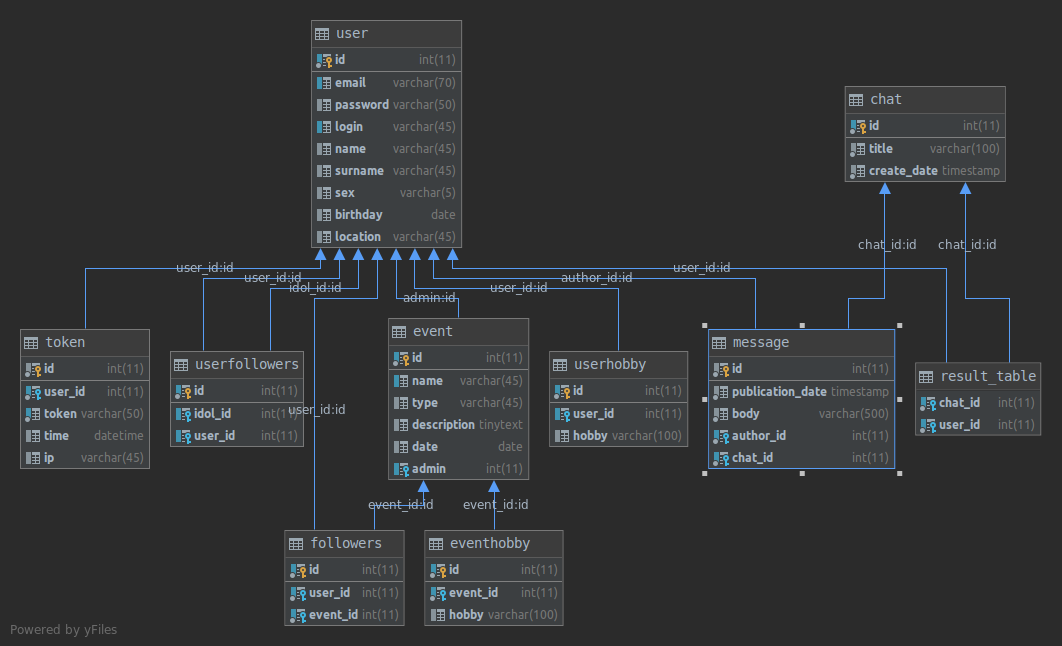 user
id int(11)
email varchar(70)
password varchar(50)
login varchar(45)
name varchar(45)
surname varchar(45)
sex varchar(5)
birthday date
location varchar(45)
chat
id int(11)
title varchar(100)
create_date timestamp
chat_id:id
chat_id:id
user_id:id
user_id:id
idol_id:id
admin:id
user_id:id
author_id:id
user_id:id
token
id int(11)
user_id int(11)
token varchar(50)
time datetime
ip varchar(45)
userfollowers
id int(11)
idol_id int(11)
user_id int(11)
user_id:id
event
id int(11)
name varchar(45)
type varchar(45)
description tinytext
date date
admin int(11)
userhobby
id int(11)
user_id int(11)
hobby varchar(100)
message
id int(11)
publication_date timestamp
body varchar(500)
author_id int(11)
chat_id int(11)
result_table
chat_id int(11)
user_id int(11)
event_id:id
event_id:id
followers
id int(11)
user_id int(11)
event_id int(11)
eventhobby
id int(11)
event_id int(11)
hobby varchar(100)
Powered by yFiles